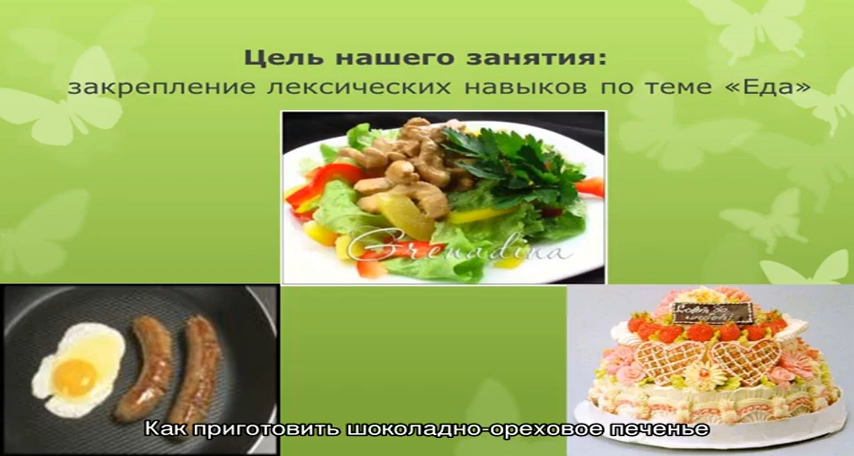 Цель нашего занятия:
закрепление лексических навыков по теме «Еда»
Grenadina
Как приготовить шоколадно-ореховое печенье